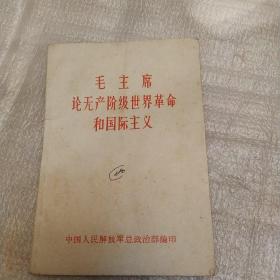 毛主席
论无产阶级世界革命
和国际主义
中国人民解放军总政治部编印